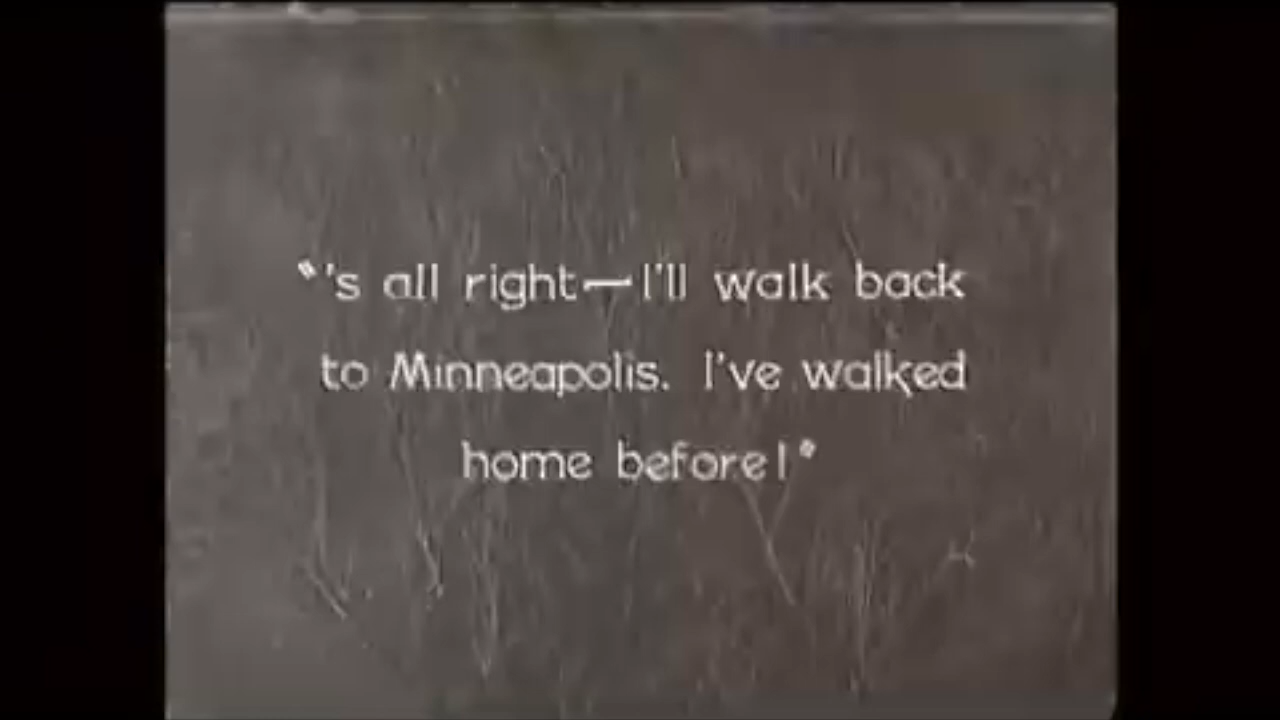 "'s all right—I'll walk back
to Minneapolis. I've walked
home before!"